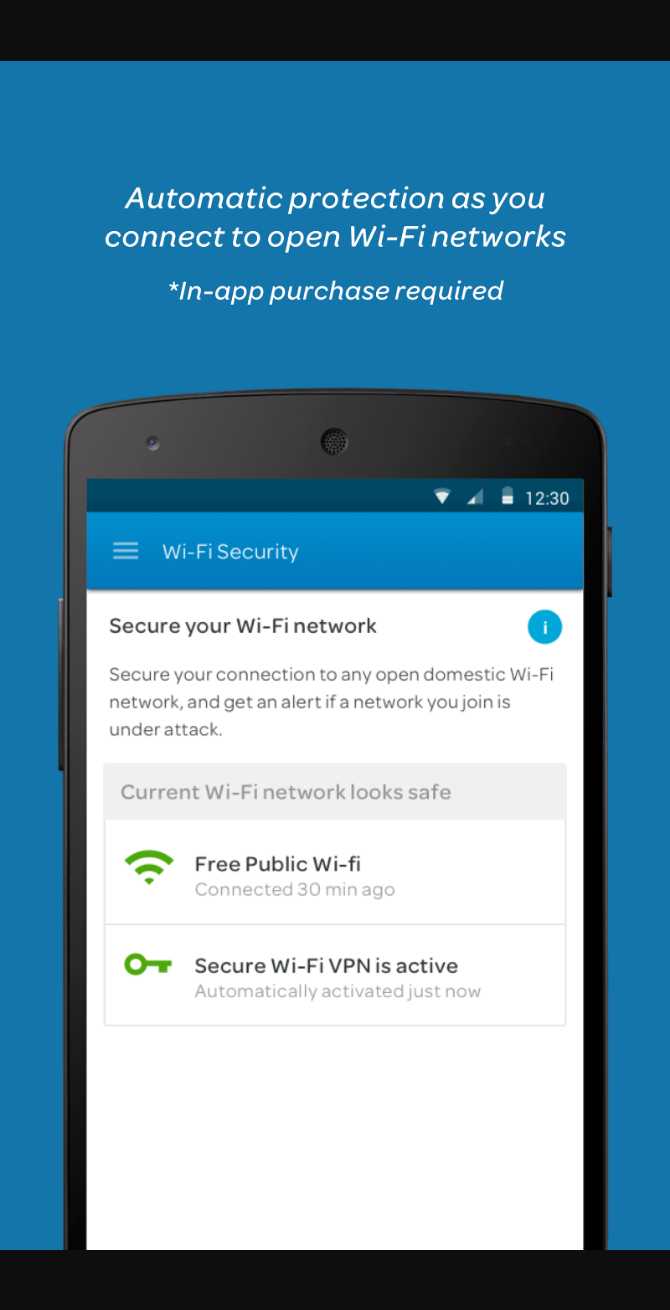 Automatic protection as you
connect to open Wi-Fi networks
*In-app purchase required
12:30
Wi-Fi Security
Secure your Wi-Fi network
i
Secure your connection to any open domestic Wi-Fi
network, and get an alert if a network you join is
under attack.
Current Wi-Fi network looks safe
Free Public Wi-fi
Connected 30 min ago
Secure Wi-Fi VPN is active
Automatically activated just now